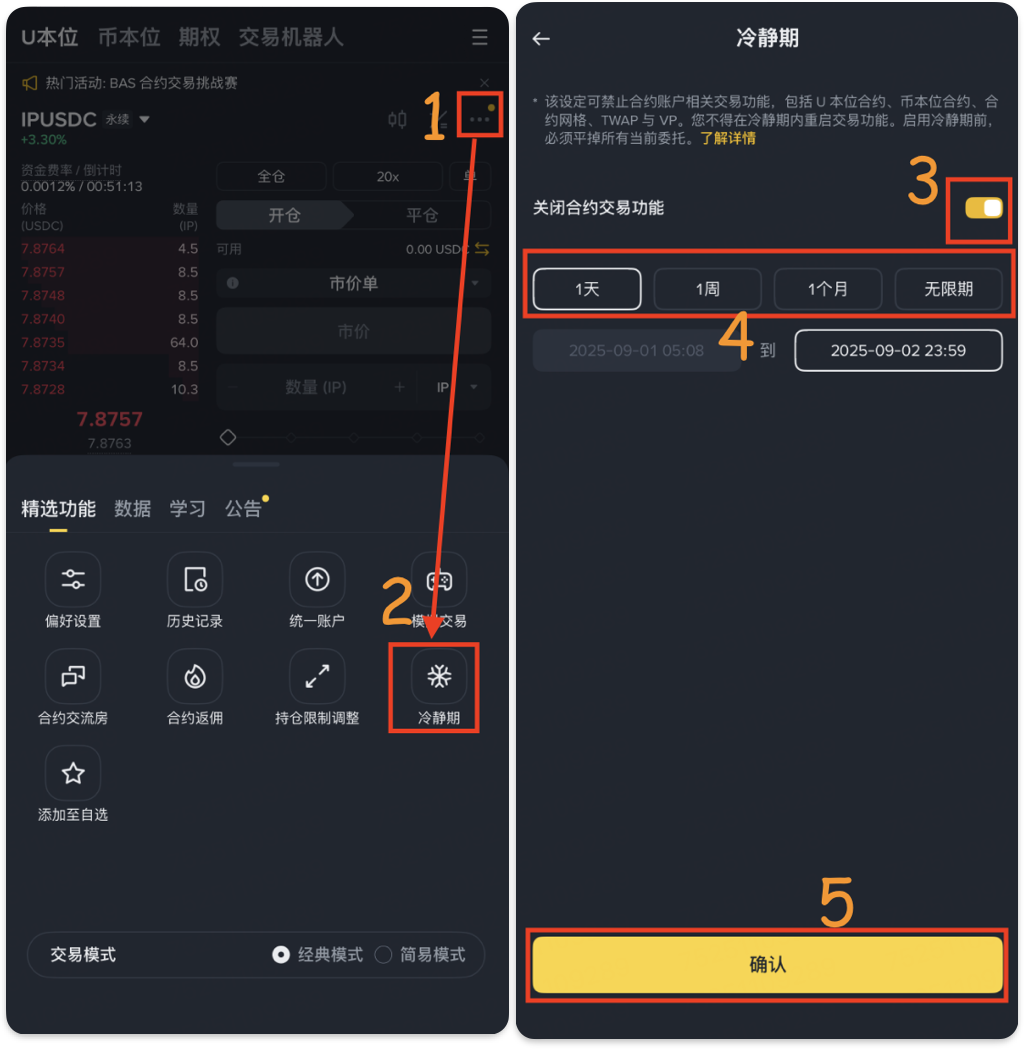 U本位 币本位 期权 交易机器人
热门活动: BAS 合约交易挑战赛
1
IPUSDC 永续
+3.30%
资金费率 / 倒计时
0.0012% / 00:51:13
全仓 20x 单
价格 数量
(USDC) (IP)
开仓 平仓
7.8764 4.5
可用 0.00 USDC
7.8757 8.5
市价单
7.8748 8.5
7.8740 8.5
市价
7.8735 64.0
7.8734 8.5
7.8728 10.3
数量 (IP) IP
7.8757
7.8763
精选功能 数据 学习 公告
2
偏好设置 历史记录 统一账户 交易
合约交流房 合约返佣 持仓限制调整 冷静期
添加至自选
交易模式 经典模式 简易模式
冷静期
• 该设定可禁止合约账户相关交易功能，包括 U 本位合约、币本位合约、合
约网格、TWAP 与 VP。您不得在冷静期内重启交易功能。启用冷静期前，
必须平掉所有当前委托。了解详情
3
关闭合约交易功能
1天 1周 1个月 无限期
4
2025-09-01 05:08 到 2025-09-02 23:59
5
确认